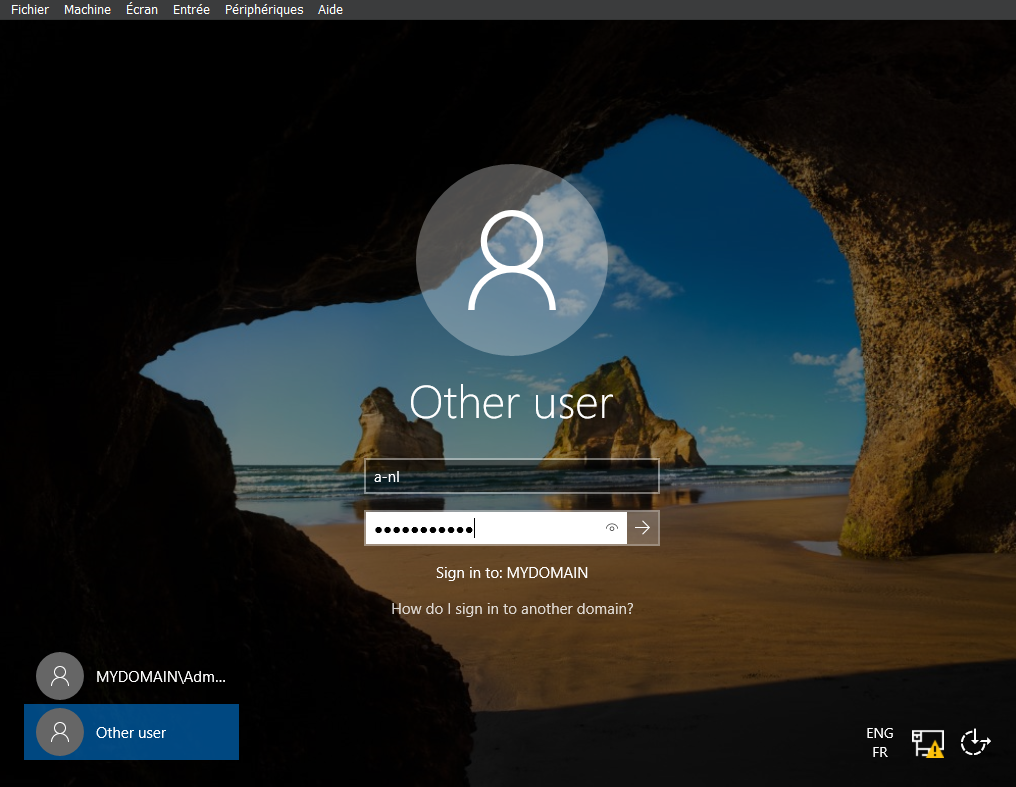 Fichier Machine Écran Entrée Périphériques Aide
Other user
a-nl
●●●●●●●●●●●
Sign in to: MYDOMAIN
How do I sign in to another domain?
MYDOMAIN\Adm...
Other user
ENG
FR